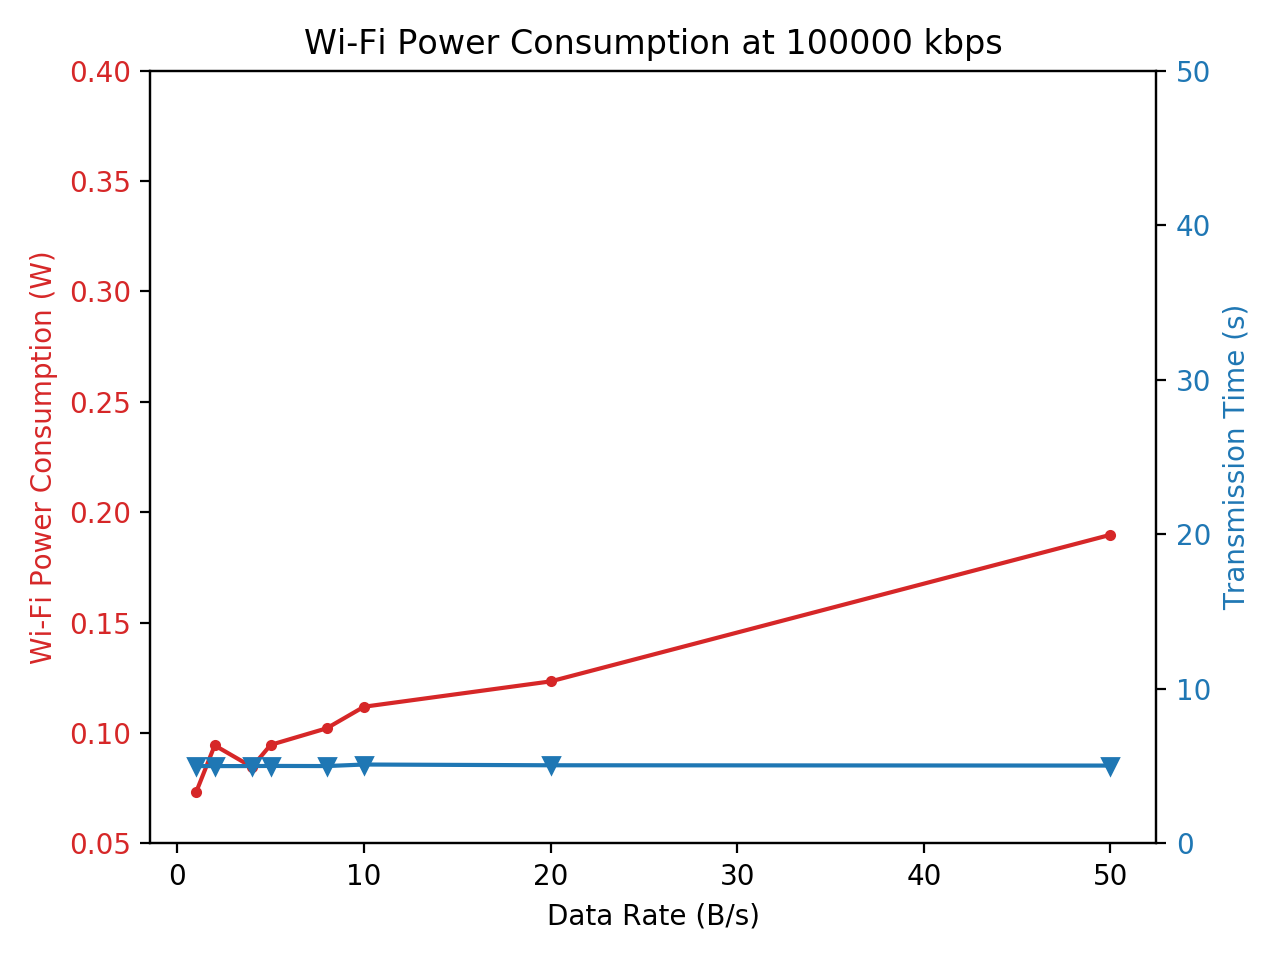 Wi-Fi Power Consumption at 100000 kbps
Wi-Fi Power Consumption (W)
0.40
0.35
0.30
0.25
0.20
0.15
0.10
0.05
50
40
30
20
10
0
Transmission Time (s)
0 10 20 30 40 50
Data Rate (B/s)